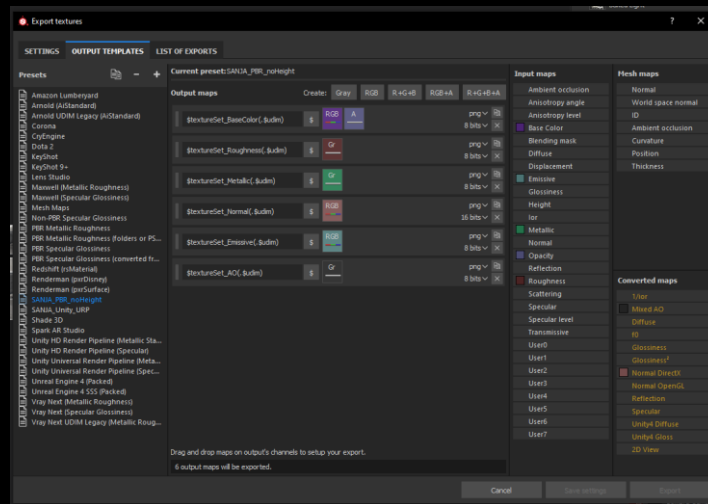 Export textures
SETTINGS
OUTPUT TEMPLATES
LIST OF EXPORTS
Presets
Amazon Lumberyard
Arnold (AiStandard)
Arnold UDIM Legacy (AiStandard)
Corona
CryEngine
Dota 2
KeyShot
KeyShot 9+
Lens Studio
Maxwell (Metallic Roughness)
Maxwell (Specular Glossiness)
Mesh Maps
Non-PBR Specular Glossiness
PBR Metallic Roughness
PBR Metallic Roughness (folders or PS...
PBR Specular Glossiness
PBR Specular Glossiness (converted fr...
Redshift (rsMaterial)
Renderman (pxrDisney)
Renderman (pxrSurface)
SANJA_PBR_noHeight
SANJA_Unity_URP
Shade 3D
Spark AR Studio
Unity HD Render Pipeline (Metallic Sta...
Unity HD Render Pipeline (Specular)
Unity Universal Render Pipeline (Meta...
Unity Universal Render Pipeline (Spec...
Unreal Engine 4 (Packed)
Unreal Engine 4 SSS (Packed)
Vray Next (Metallic Roughness)
Vray Next (Specular Glossiness)
Vray Next UDIM Legacy (Metallic Roug...
Current preset:SANJA_PBR_noHeight
Output maps
Create: Gray RGB R+G+B RGB+A R+G+B+A
$textureSet_BaseColor(.$udim) $ RGB A png 8 bits
$textureSet_Roughness(.$udim) $ Gr png 8 bits
$textureSet_Metallic(.$udim) $ Gr png 8 bits
$textureSet_Normal(.$udim) $ RGB png 16 bits
$textureSet_Emissive(.$udim) $ RGB png 8 bits
$textureSet_AO(.$udim) $ Gr png 8 bits
Drag and drop maps on output's channels to setup your export.
6 output maps will be exported.
Input maps
Ambient occlusion
Anisotropy angle
Anisotropy level
Base Color
Blending mask
Diffuse
Displacement
Emissive
Glossiness
Height
Ior
Metallic
Normal
Opacity
Reflection
Roughness
Scattering
Specular
Specular level
Transmissive
User0
User1
User2
User3
User4
User5
User6
User7
Mesh maps
Normal
World space normal
ID
Ambient occlusion
Curvature
Position
Thickness
Converted maps
1/ior
Mixed AO
Diffuse
f0
Glossiness
Glossiness²
Normal DirectX
Normal OpenGL
Reflection
Specular
Unity4 Diffuse
Unity4 Gloss
2D View
Cancel
Save settings
Export